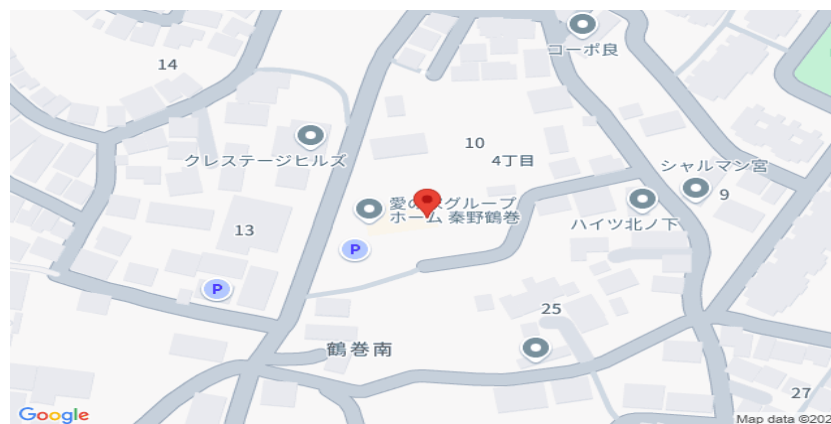 コーポ良
14
10
4丁目
クレステージヒルズ
シャルマン宮
9
愛の グループ
ホーム 秦野鶴巻
ハイツ北ノ下
13
P
P
25
鶴巻南
27
Google
Map data ©202